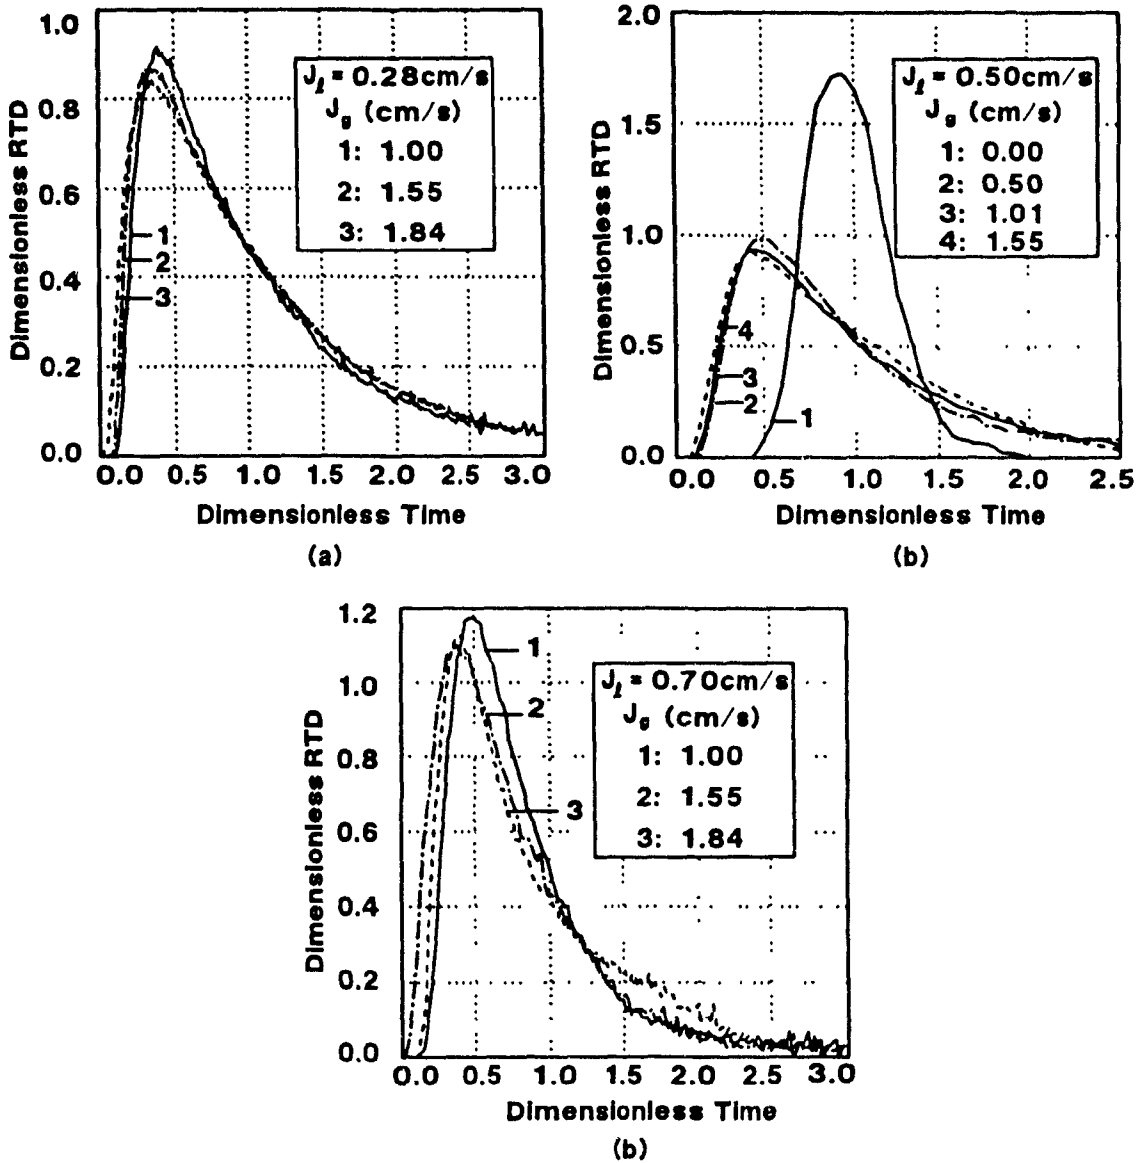 1.0
0.8
0.6
0.4
0.2
0.0
Dimensionless RTD
J_l = 0.28cm/s
J_g (cm/s)
1: 1.00
2: 1.55
3: 1.84
1
2
3
0.0 0.5 1.0 1.5 2.0 2.5 3.0
Dimensionless Time
(a)
2.0
1.5
1.0
0.5
0.0
Dimensionless RTD
J_l = 0.50cm/s
J_g (cm/s)
1: 0.00
2: 0.50
3: 1.01
4: 1.55
4
3
2
1
0.0 0.5 1.0 1.5 2.0 2.5
Dimensionless Time
(b)
1.2
1.0
0.8
0.6
0.4
0.2
0.0
Dimensionless RTD
J_l = 0.70cm/s
J_g (cm/s)
1: 1.00
2: 1.55
3: 1.84
1
2
3
0.0 0.5 1.0 1.5 2.0 2.5 3.0
Dimensionless Time
(b)